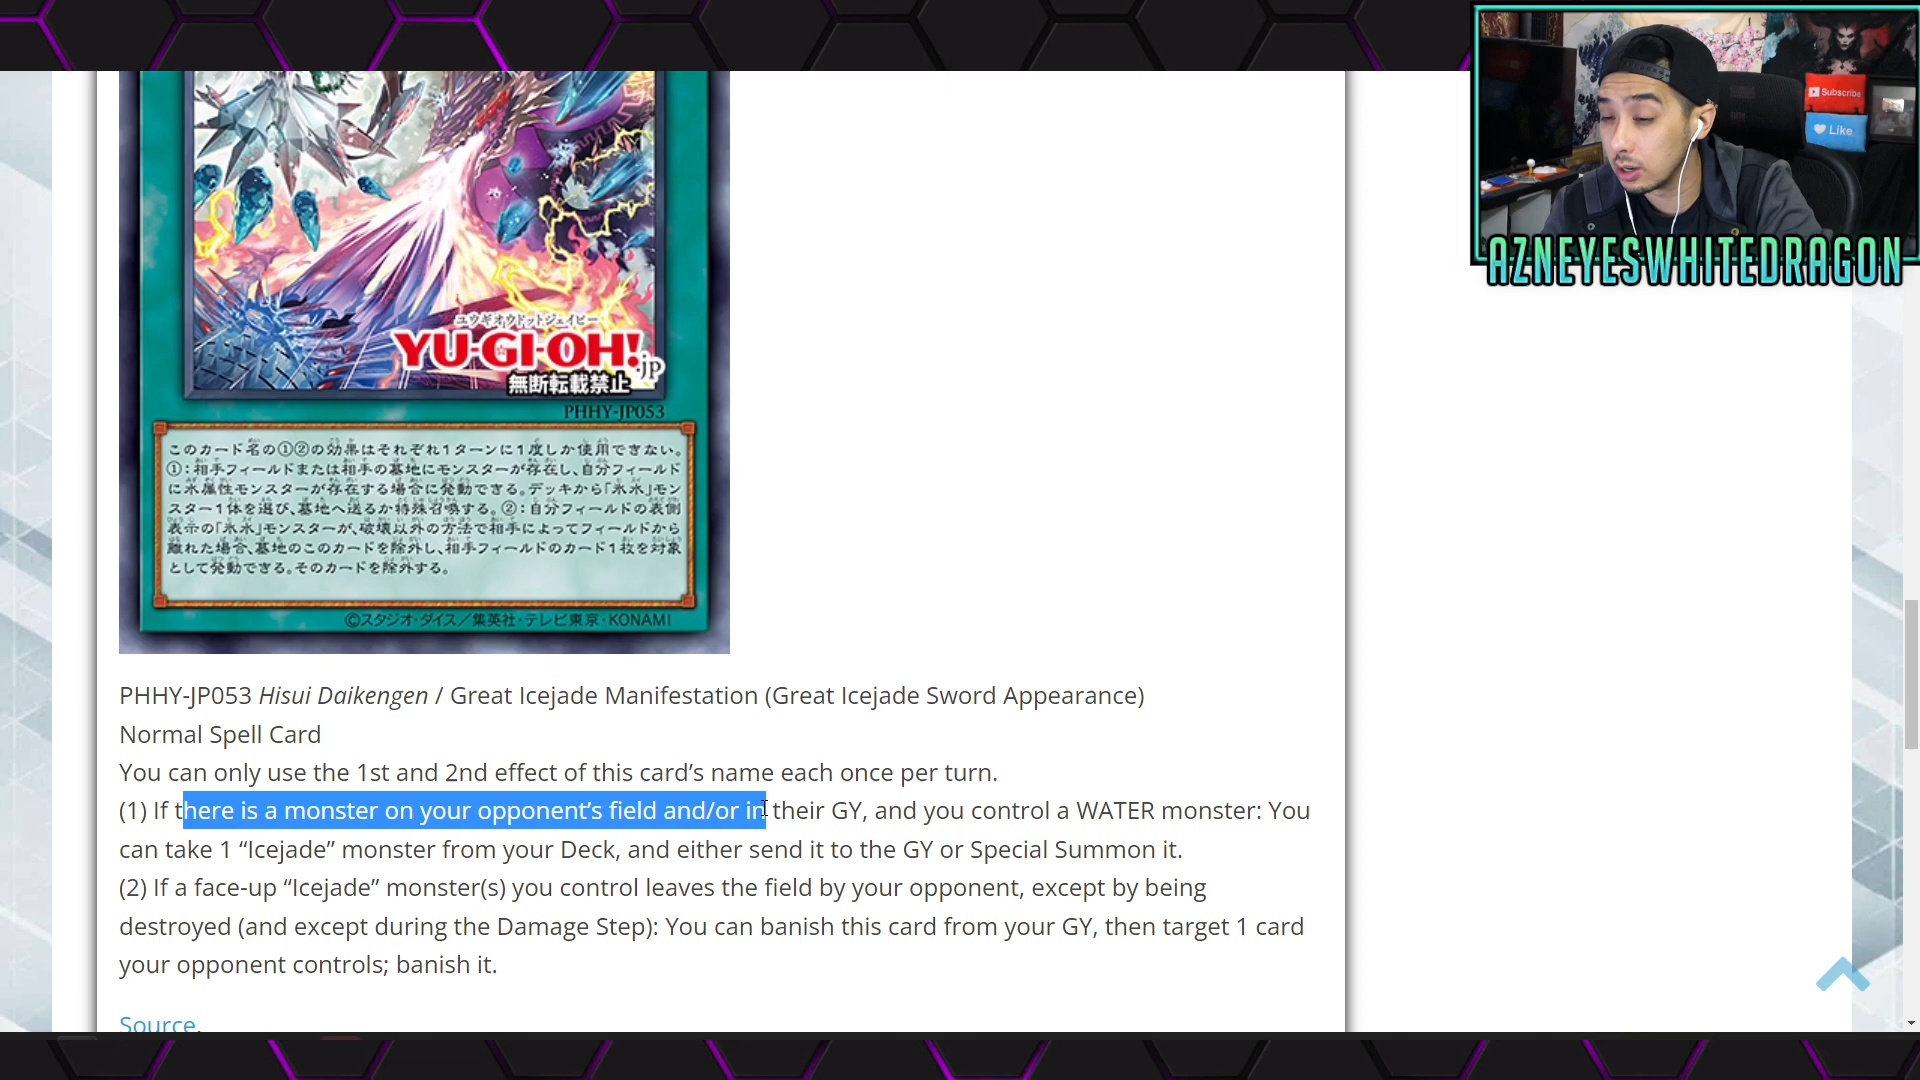 Subscribe
Like
AZNEYESWHITEDRAGON
ユウギオウドットジェイピー
YU-GI-OH!.jp
無断転載禁止
PHHY-JP053
このカード名の①②の効果はそれぞれ1ターンに1度しか使用できない。
①：相手フィールドまたは相手の墓地にモンスターが存在し、自分フィールド
に水属性モンスターが存在する場合に発動できる。デッキから「氷水」モン
スター1体を選び、墓地へ送るか特殊召喚する。②：自分フィールドの表側
表示の「氷水」モンスターが、破壊以外の方法で相手によってフィールドから
離れた場合、墓地のこのカードを除外し、相手フィールドのカード1枚を対象
として発動できる。そのカードを除外する。
©スタジオ・ダイス／集英社・テレビ東京・KONAMI
PHHY-JP053 Hisui Daikengen / Great Icejade Manifestation (Great Icejade Sword Appearance)
Normal Spell Card
You can only use the 1st and 2nd effect of this card’s name each once per turn.
(1) If there is a monster on your opponent’s field and/or in their GY, and you control a WATER monster: You
can take 1 “Icejade” monster from your Deck, and either send it to the GY or Special Summon it.
(2) If a face-up “Icejade” monster(s) you control leaves the field by your opponent, except by being
destroyed (and except during the Damage Step): You can banish this card from your GY, then target 1 card
your opponent controls; banish it.
Source.